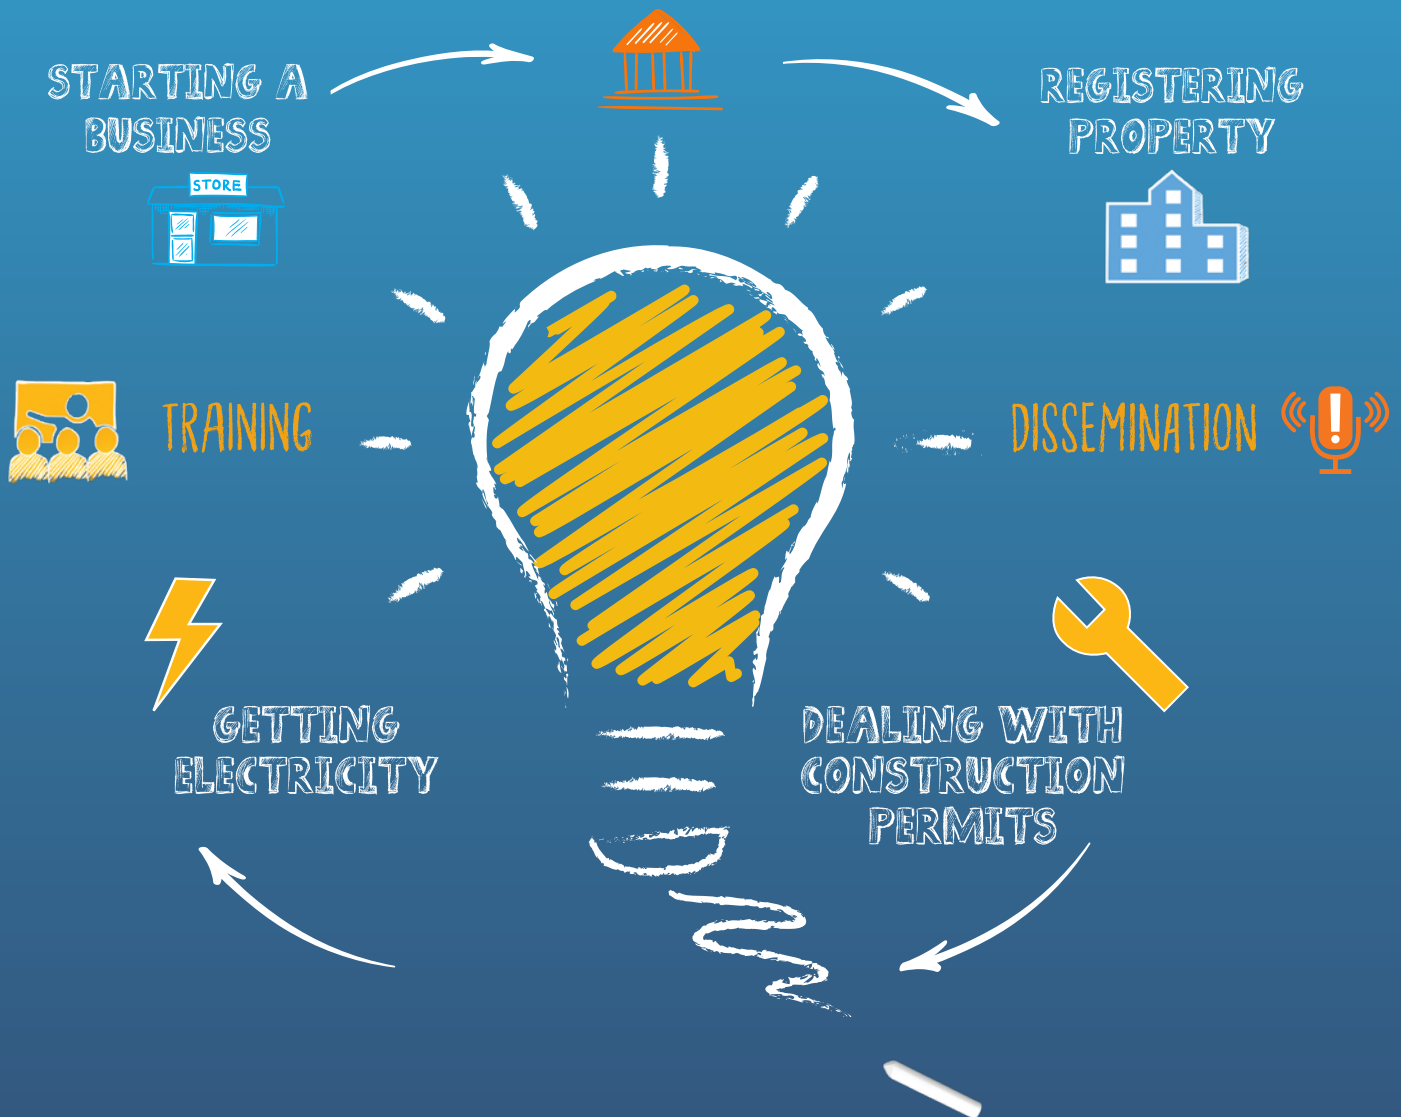 STARTING A
BUSINESS
STORE
REGISTERING
PROPERTY
TRAINING
DISSEMINATION
GETTING
ELECTRICITY
DEALING WITH
CONSTRUCTION
PERMITS